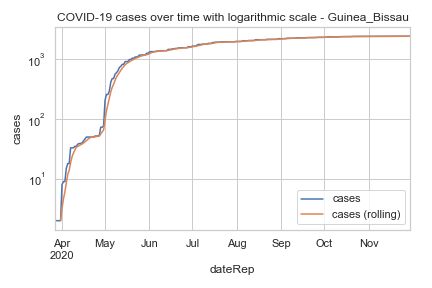 COVID-19 cases over time with logarithmic scale - Guinea_Bissau
cases
10³
10²
10¹
cases
cases (rolling)
Apr May Jun Jul Aug Sep Oct Nov
2020
dateRep